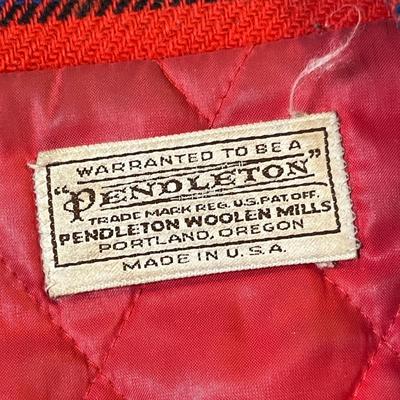 WARRANTED TO BE A
"PENDLETON"
TRADE MARK REG. U.S. PAT. OFF.
PENDLETON WOOLEN MILLS
PORTLAND, OREGON
MADE IN U.S.A.